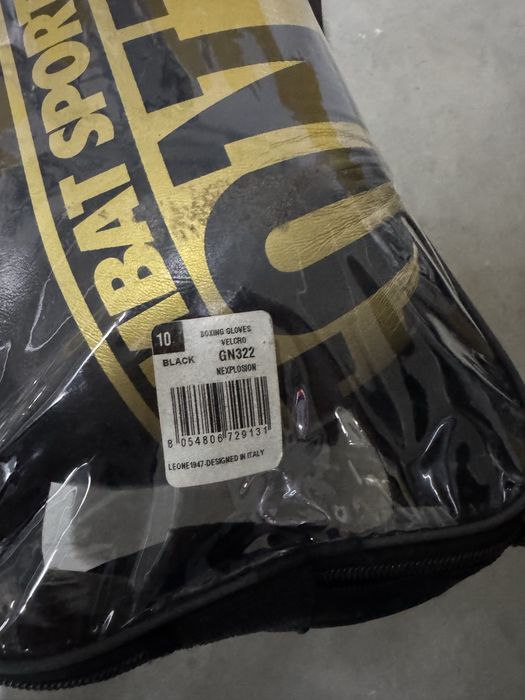 BAT SPORT
10
BLACK
BOXING GLOVES
VELCRO
GN322
NEXPLOSION
8 054806 729131
LEONE1947-DESIGNED IN ITALY